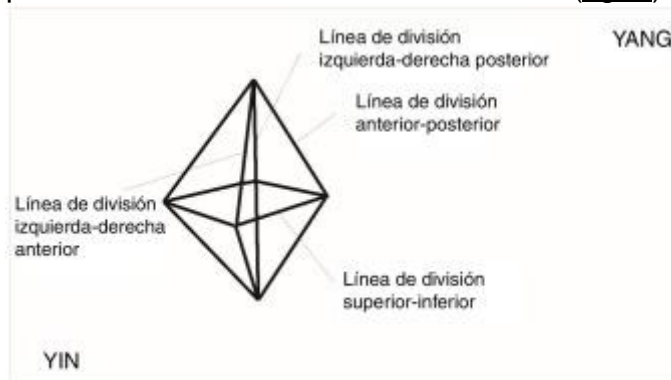 Línea de división
izquierda-derecha posterior
YANG
Línea de división
anterior-posterior
Línea de división
izquierda-derecha
anterior
Línea de división
superior-inferior
YIN